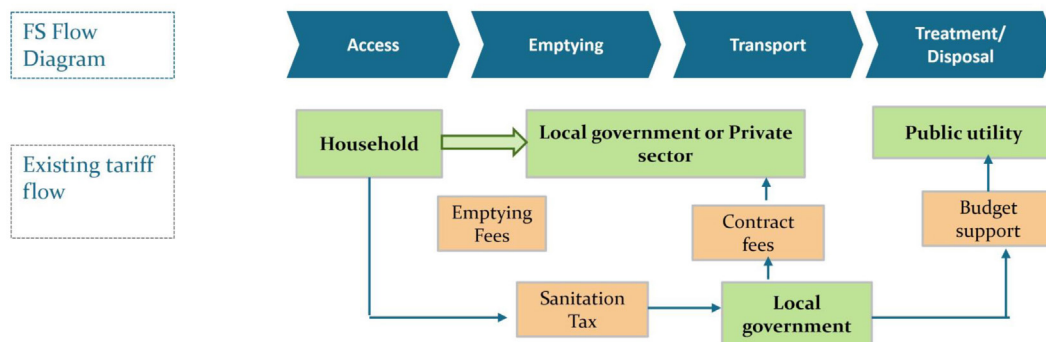 FS Flow
Diagram
Access
Emptying
Transport
Treatment/
Disposal
Existing tariff
flow
Household
Local government or Private
sector
Public utility
Emptying
Fees
Contract
fees
Budget
support
Sanitation
Tax
Local
government